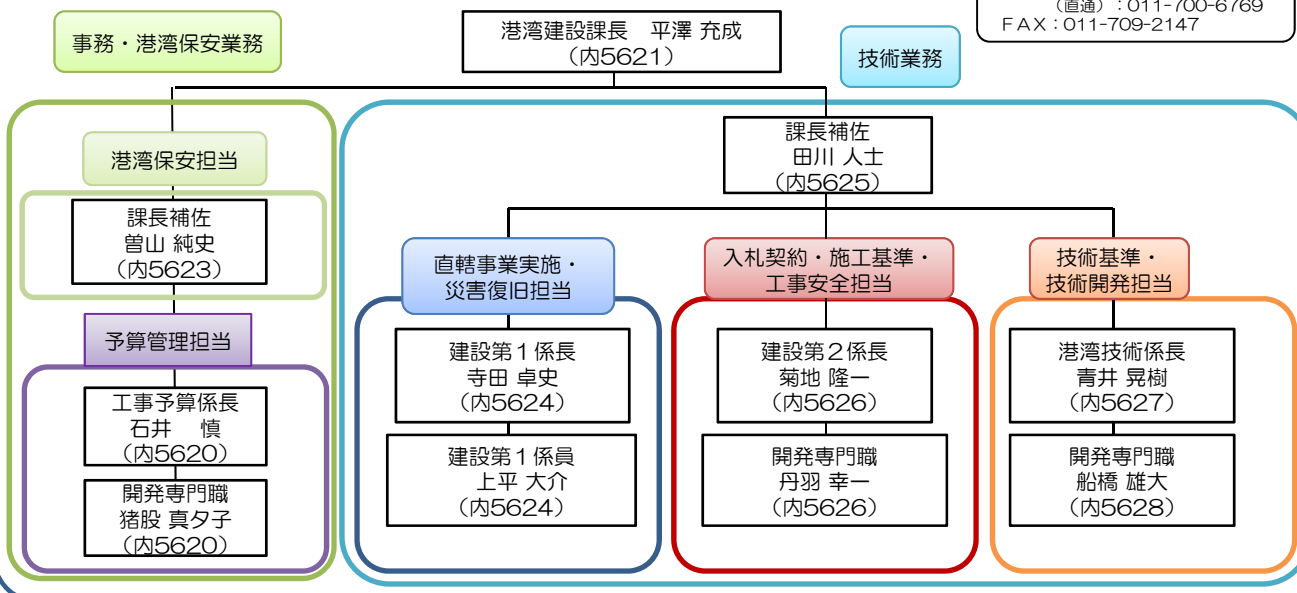 (直通)：011-700-6769
ＦＡＸ：011-709-2147
事務・港湾保安業務
港湾建設課長　平澤 充成
（内5621）
技術業務
港湾保安担当
課長補佐
曽山 純史
（内5623）
予算管理担当
工事予算係長
石井　慎
（内5620）
開発専門職
猪股 真夕子
（内5620）
課長補佐
田川 人士
（内5625）
直轄事業実施・
災害復旧担当
建設第１係長
寺田 卓史
（内5624）
建設第１係員
上平 大介
（内5624）
入札契約・施工基準・
工事安全担当
建設第２係長
菊地 隆一
（内5626）
開発専門職
丹羽 幸一
（内5626）
技術基準・
技術開発担当
港湾技術係長
青井 晃樹
（内5627）
開発専門職
船橋 雄大
（内5628）